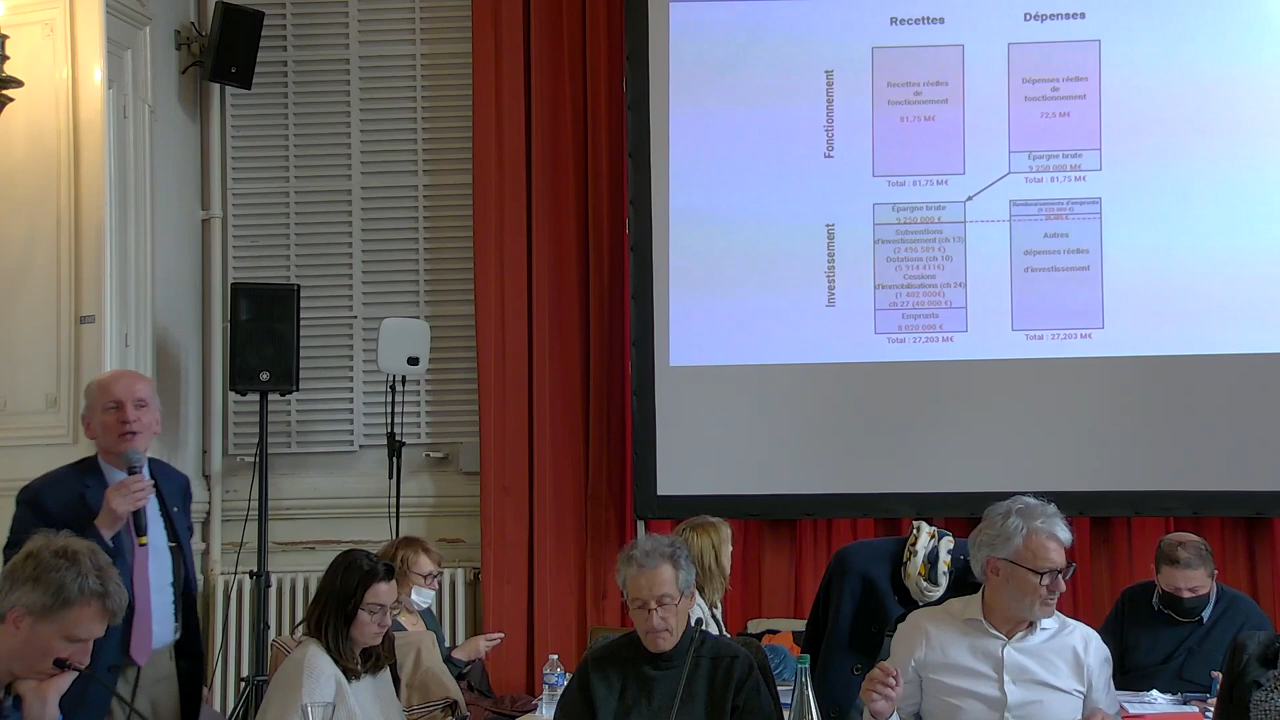 Recettes
Dépenses
Fonctionnement
Recettes réelles
de
fonctionnement
81,75 M€
Total : 81,75 M€
Dépenses réelles
de
fonctionnement
72,5 M€
Épargne brute
9 250 000 M€
Total : 81,75 M€
Investissement
Épargne brute
9 250 000 €
Subventions
d'investissement (ch 13)
(2 496 589 €)
Dotations (ch 10)
(5 914 411€)
Cessions
d'immobilisations (ch 24)
(1 482 000€)
ch 27 (40 000 €)
Emprunts
8 020 000 €
Total : 27,203 M€
Remboursements d'emprunts
Autres
dépenses réelles
d'investissement
Total : 27,203 M€